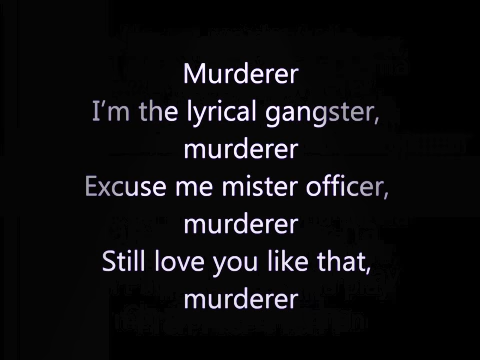 Murderer
I'm the lyrical gangster,
murderer
Excuse me mister officer,
murderer
Still love you like that,
murderer